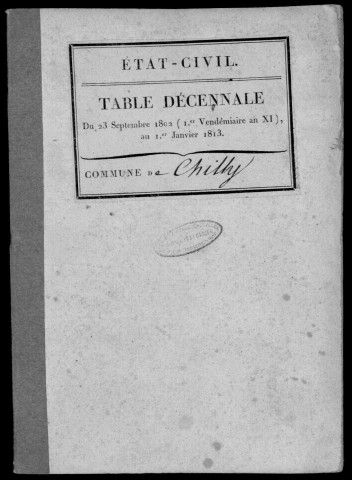 ÉTAT-CIVIL.
TABLE DÉCENNALE
Du 23 Septembre 1802 (1.er Vendémiaire an XI),
au 1.er Janvier 1813.
COMMUNE De Chilly